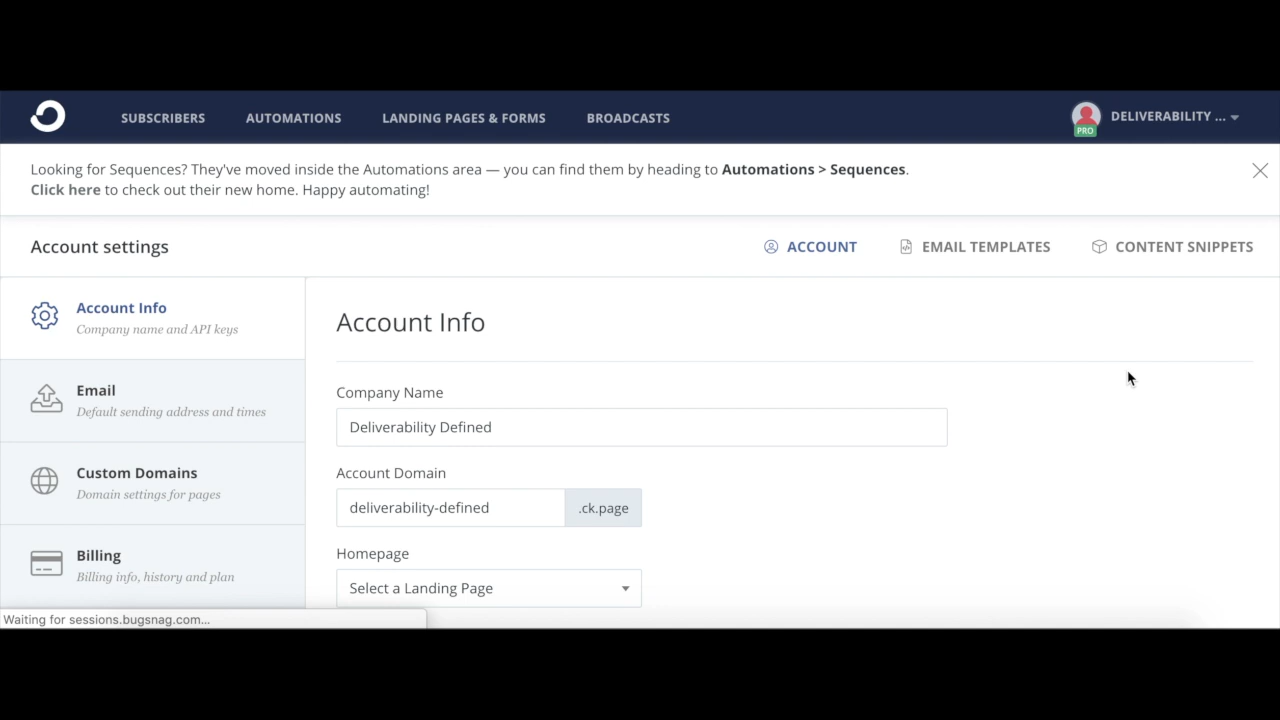 SUBSCRIBERS AUTOMATIONS LANDING PAGES & FORMS BROADCASTS PRO DELIVERABILITY ...
Looking for Sequences? They've moved inside the Automations area — you can find them by heading to Automations > Sequences.
Click here to check out their new home. Happy automating!
Account settings ACCOUNT EMAIL TEMPLATES CONTENT SNIPPETS
Account Info
Company name and API keys
Email
Default sending address and times
Custom Domains
Domain settings for pages
Billing
Billing info, history and plan
Account Info
Company Name
Deliverability Defined
Account Domain
deliverability-defined .ck.page
Homepage
Select a Landing Page
Waiting for sessions.bugsnag.com...